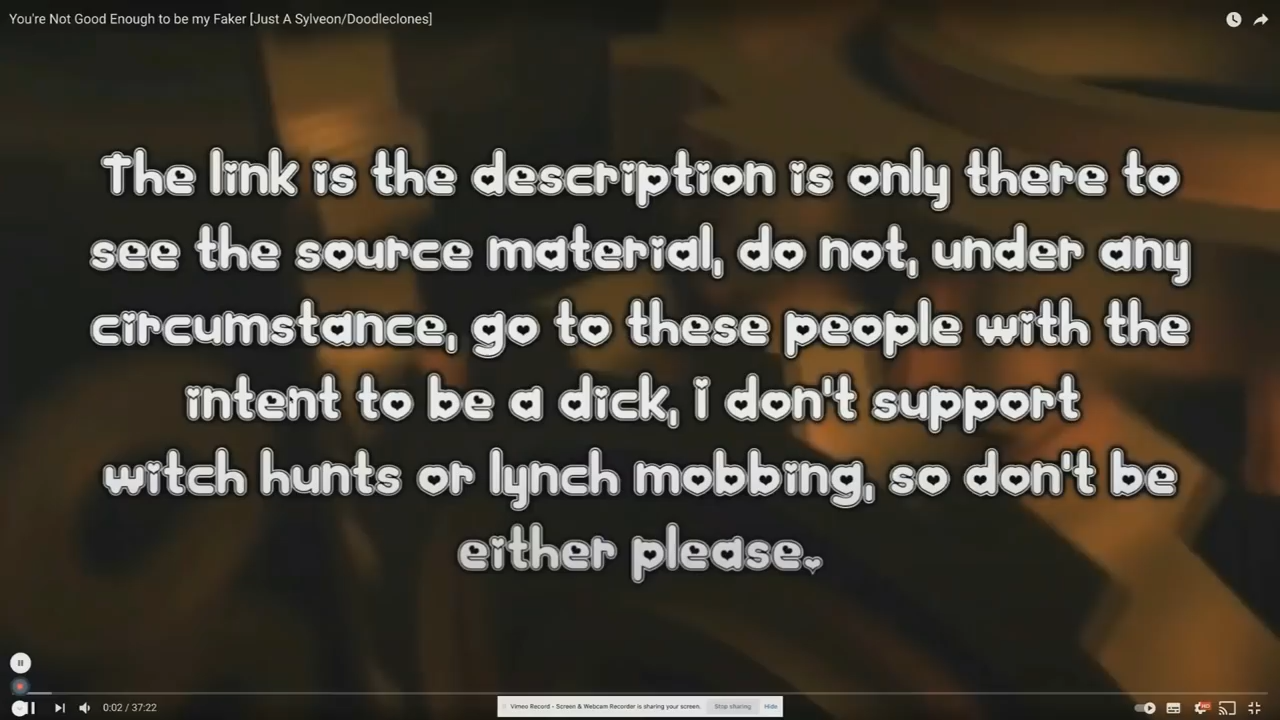 You're Not Good Enough to be my Faker [Just A Sylveon/Doodleclones]
The link is the description is only there to
see the source material, do not, under any
circumstance, go to these people with the
intent to be a dick, i don't support
witch hunts or lynch mobbing, so don't be
either please.
0:02 / 37:22
Vimeo Record - Screen & Webcam Recorder is sharing your screen. Stop sharing Hide
HD